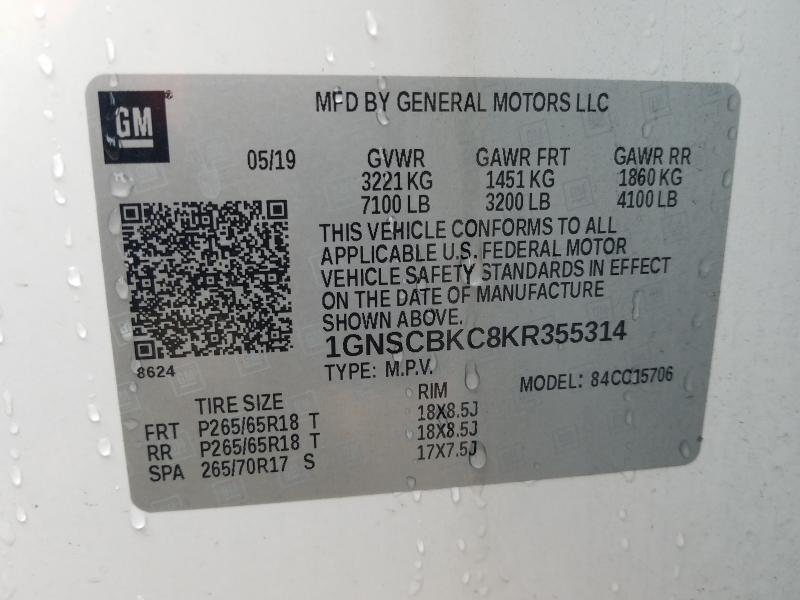 GM®
MFD BY GENERAL MOTORS LLC
05/19 GVWR GAWR FRT GAWR RR
3221 KG 1451 KG 1860 KG
7100 LB 3200 LB 4100 LB
THIS VEHICLE CONFORMS TO ALL
APPLICABLE U.S. FEDERAL MOTOR
VEHICLE SAFETY STANDARDS IN EFFECT
ON THE DATE OF MANUFACTURE
SHOWN ABOVE.
1GNSCBKC8KR355314
8624
TYPE: M.P.V. MODEL: 84CC15706
TIRE SIZE RIM
FRT P265/65R18 T 18X8.5J
RR P265/65R18 T 18X8.5J
SPA 265/70R17 S 17X7.5J